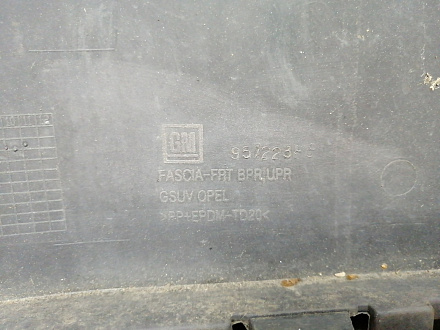 GM
FASCIA-FRT BPR/UPR
GSUV OPEL
>PP+EPDM-TD20<